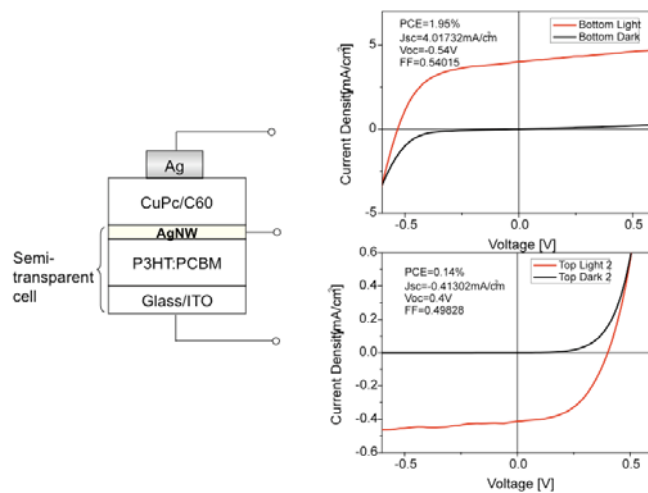 Ag
CuPc/C60
AgNW
P3HT:PCBM
Glass/ITO
Semi-
transparent
cell
PCE=1.95%
Jsc=4.01732mA/cm²
Voc=-0.54V
FF=0.54015
Bottom Light
Bottom Dark
Current Density[mA/cm²]
5
0
-5
-0.5
0.0
0.5
Voltage [V]
PCE=0.14%
Jsc=-0.41302mA/cm²
Voc=0.4V
FF=0.49828
Top Light 2
Top Dark 2
Current Density[mA/cm²]
0.6
0.4
0.2
0.0
-0.2
-0.4
-0.6
-0.5
0.0
0.5
Voltage [V]